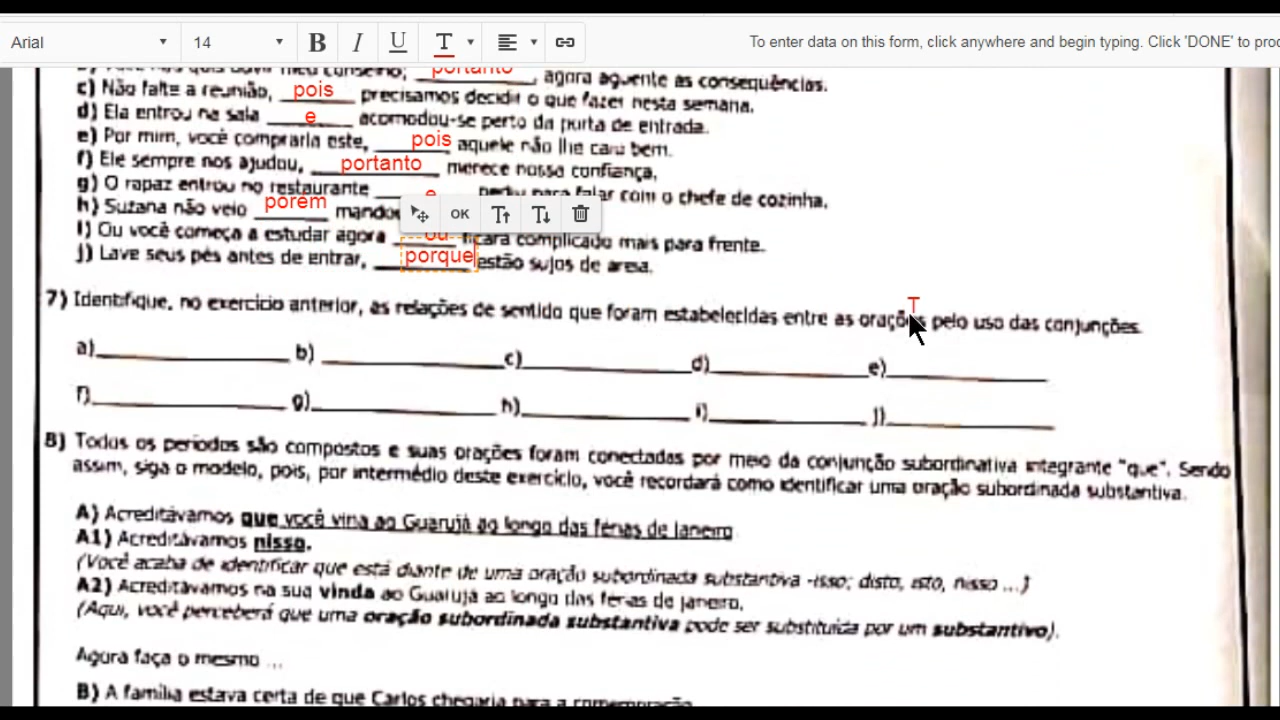 Arial 14 B I U T To enter data on this form, click anywhere and begin typing. Click 'DONE' to proc
portanto, agora aguente as consequências.
c) Não falte a reunião, pois precisamos decidir o que fazer nesta semana.
d) Ela entrou na sala e acomodou-se perto da porta de entrada.
e) Por mim, você compraria este, pois aquele não lhe caiu bem.
f) Ele sempre nos ajudou, portanto, merece nossa confiança.
g) O rapaz entrou no restaurante e pediu para falar com o chefe de cozinha.
h) Suzana não veio porém
OK
i) Ou você começa a estudar agora ou ficará complicado mais para frente.
j) Lave seus pés antes de entrar, porque estão sujos de areia.
7) Identifique, no exercício anterior, as relações de sentido que foram estabelecidas entre as orações pelo uso das conjunções.
a) b) c) d) e)
f) g) h) i) j)
8) Todos os períodos são compostos e suas orações foram conectadas por meio da conjunção subordinativa integrante "que". Sendo
assim, siga o modelo, pois, por intermédio deste exercício, você recordará como identificar uma oração subordinada substantiva.
A) Acreditávamos que você viria ao Guarujá ao longo das férias de janeiro
A1) Acreditávamos nisso.
(Você acaba de identificar que está diante de uma oração subordinada substantiva -isso; disto, isto, nisso ...)
A2) Acreditávamos na sua vinda ao Guarujá ao longo das férias de janeiro.
(Aqui, você perceberá que uma oração subordinada substantiva pode ser substituída por um substantivo).
Agora faça o mesmo ...
B) A família estava certa de que Carlos chegaria para a comemoração